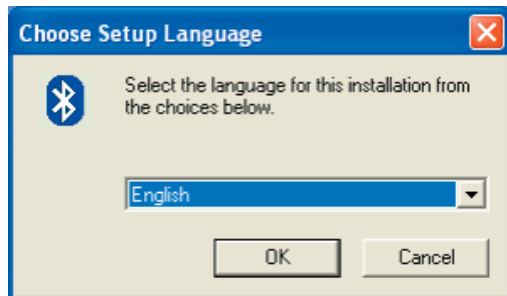 Choose Setup Language
Select the language for this installation from
the choices below.
English
OK
Cancel